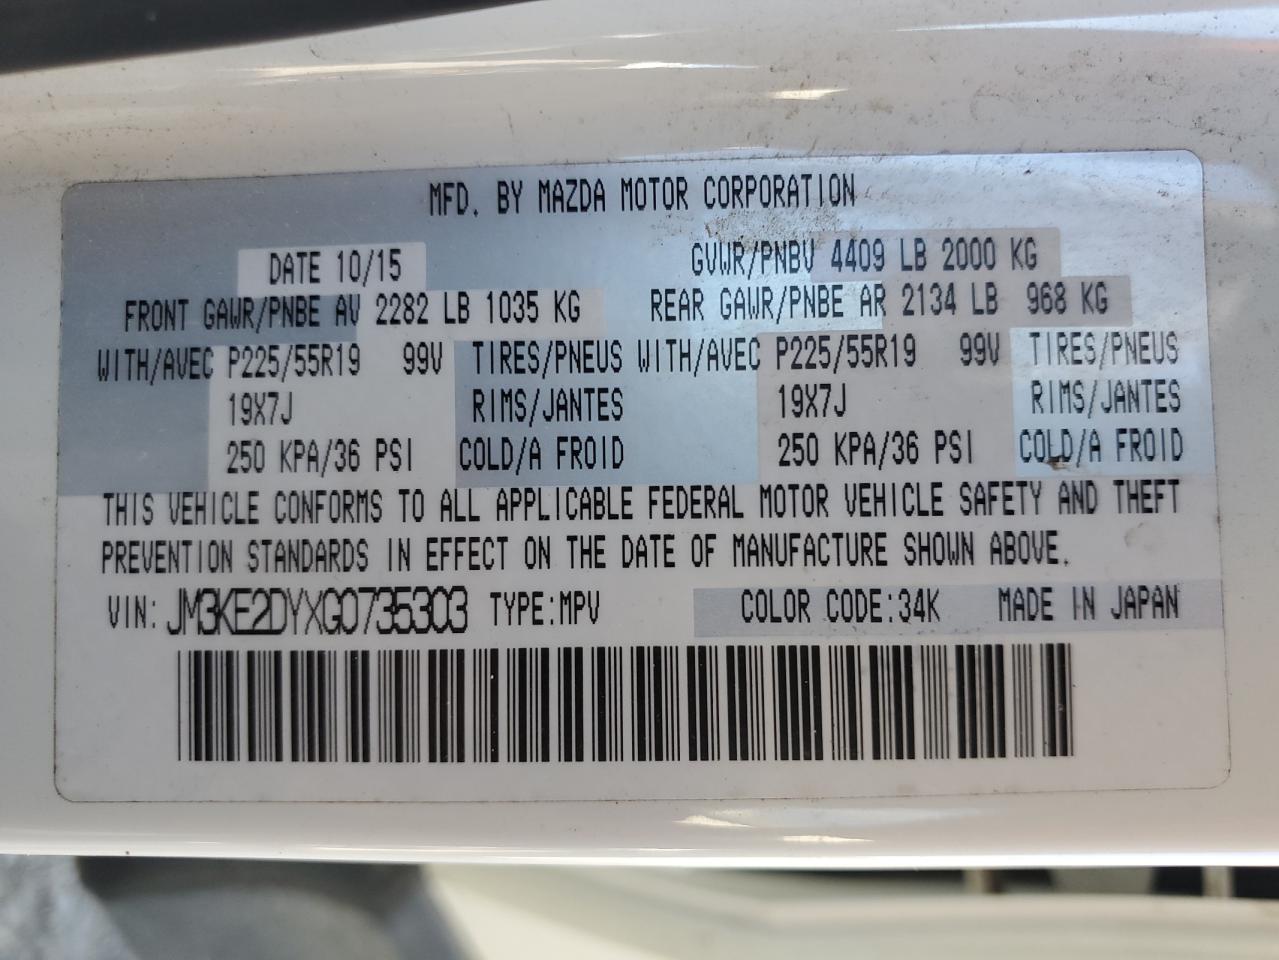 MFD. BY MAZDA MOTOR CORPORATION
DATE 10/15 GVWR/PNBV 4409 LB 2000 KG
FRONT GAWR/PNBE AV 2282 LB 1035 KG REAR GAWR/PNBE AR 2134 LB 968 KG
WITH/AVEC P225/55R19 99V TIRES/PNEUS WITH/AVEC P225/55R19 99V TIRES/PNEUS
19X7J RIMS/JANTES 19X7J RIMS/JANTES
250 KPA/36 PSI COLD/A FROID 250 KPA/36 PSI COLD/A FROID
THIS VEHICLE CONFORMS TO ALL APPLICABLE FEDERAL MOTOR VEHICLE SAFETY AND THEFT
PREVENTION STANDARDS IN EFFECT ON THE DATE OF MANUFACTURE SHOWN ABOVE.
VIN: JM3KE2DYXG0735303 TYPE:MPV COLOR CODE:34K MADE IN JAPAN